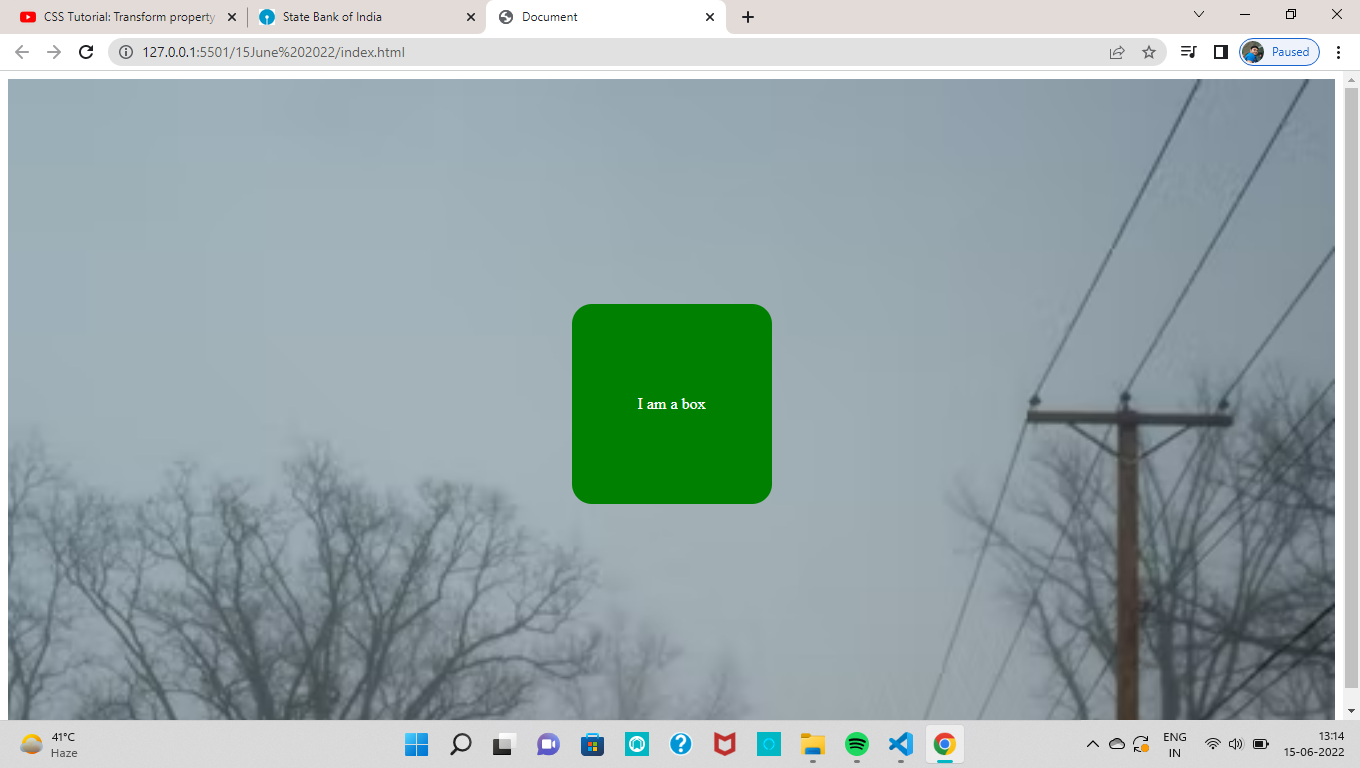 CSS Tutorial: Transform property
State Bank of India
Document
127.0.0.1:5501/15June%202022/index.html
Paused
I am a box
41°C
Haze
ENG
IN
13:14
15-06-2022